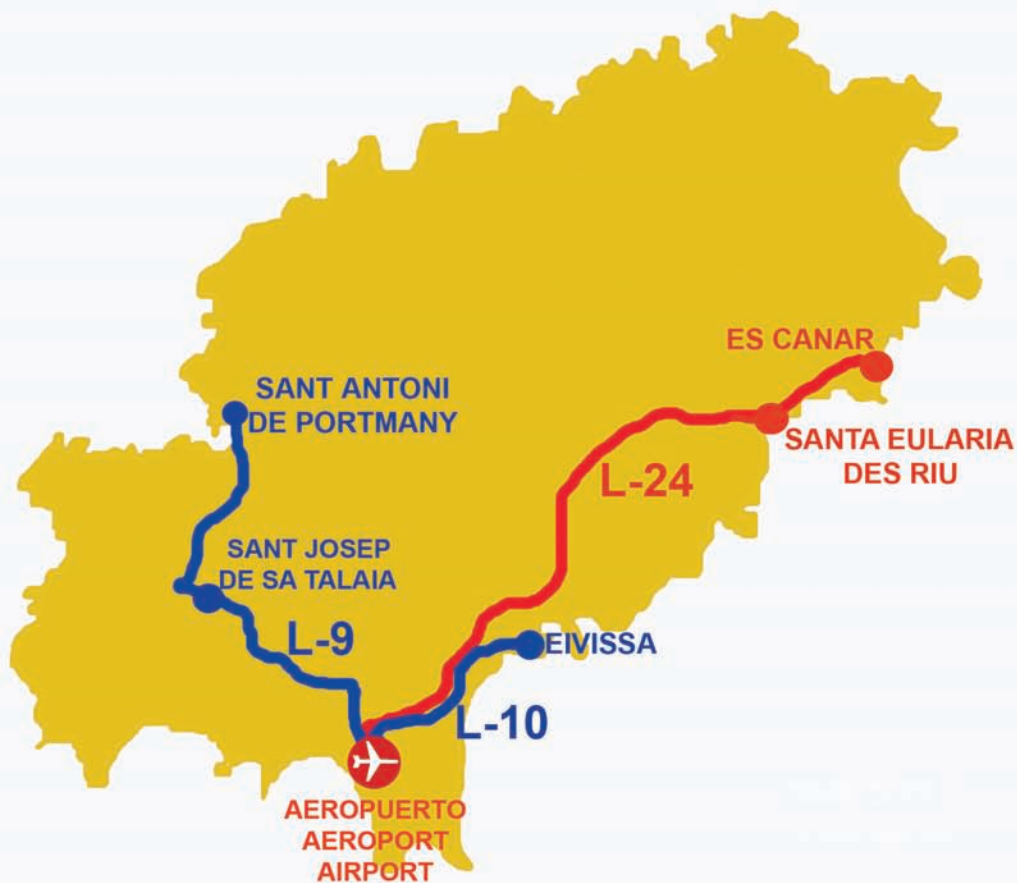 ES CANAR
SANT ANTONI
DE PORTMANY
SANTA EULARIA
DES RIU
L-24
SANT JOSEP
DE SA TALAIA
L-9
EIVISSA
L-10
AEROPUERTO
AEROPORT
AIRPORT